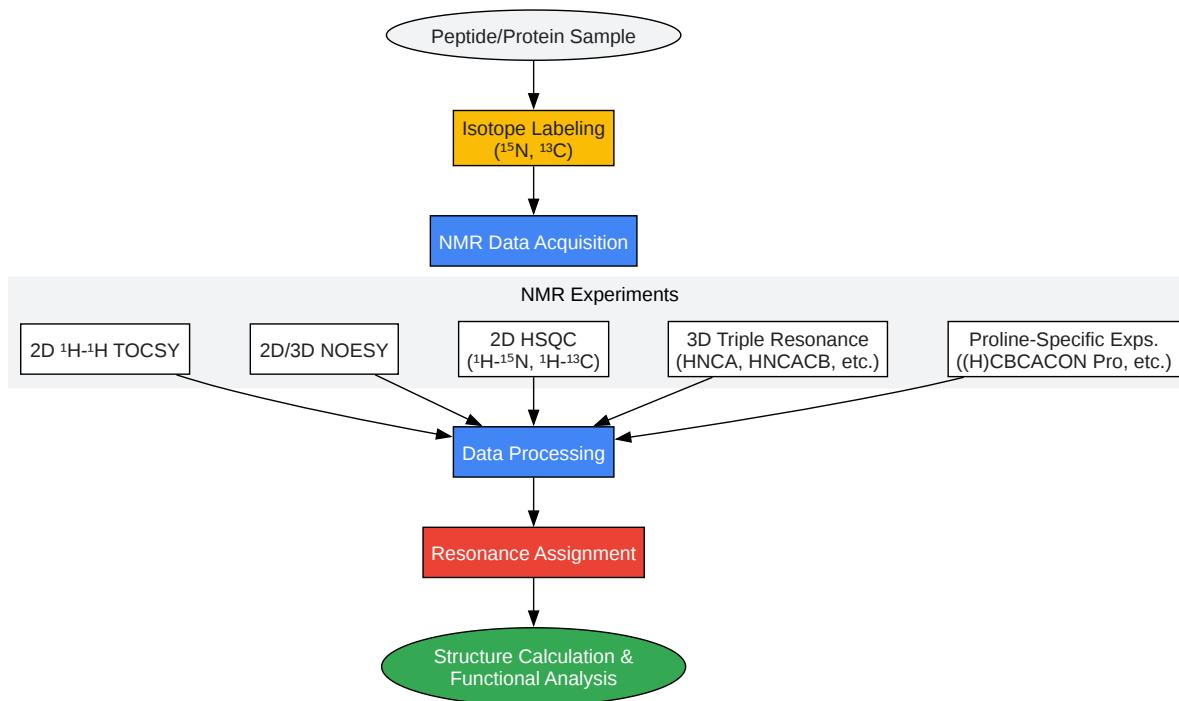 Peptide/Protein Sample
Isotope Labeling
(¹⁵N, ¹³C)
NMR Data Acquisition
NMR Experiments
2D ¹H-¹H TOCSY
2D/3D NOESY
2D HSQC
(¹H-¹⁵N, ¹H-¹³C)
3D Triple Resonance
(HNCA, HNCACB, etc.)
Proline-Specific Exps.
((H)CBCACON Pro, etc.)
Data Processing
Resonance Assignment
Structure Calculation &
Functional Analysis